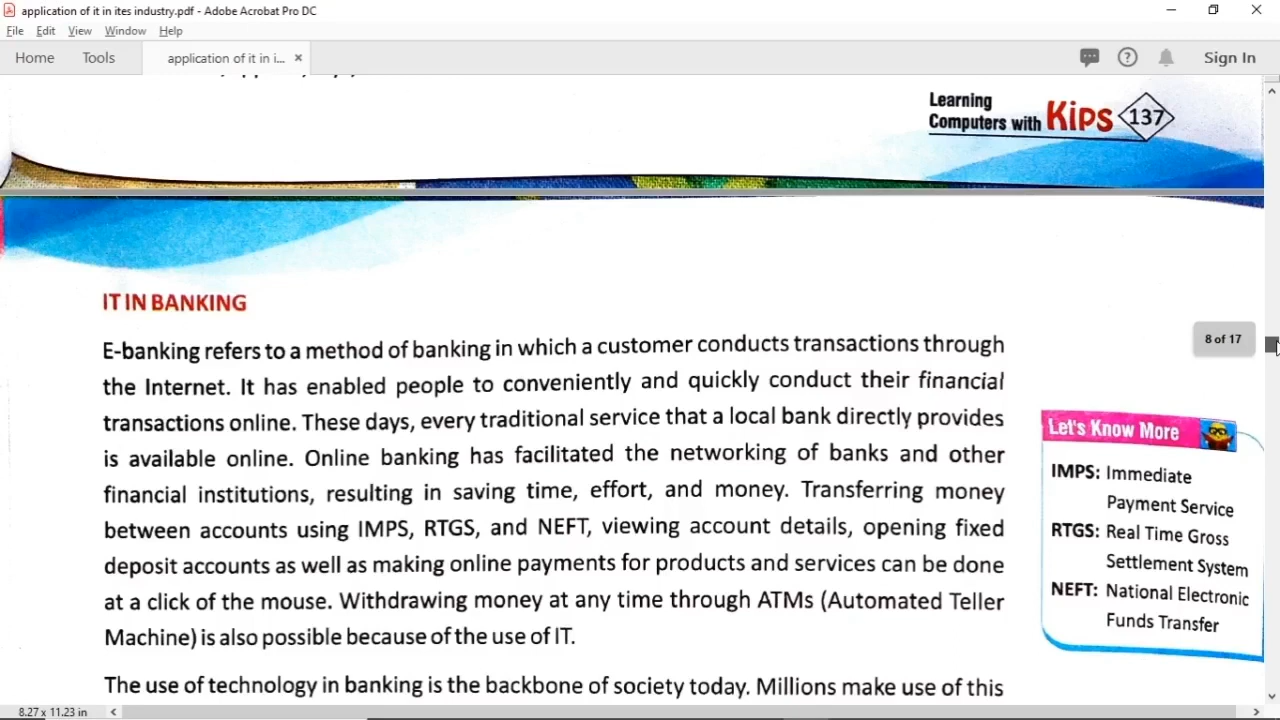 application of it in ites industry.pdf - Adobe Acrobat Pro DC
File Edit View Window Help
Home Tools application of it in i... × Sign In
Learning
Computers with Kips 137
IT IN BANKING
E-banking refers to a method of banking in which a customer conducts transactions through
the Internet. It has enabled people to conveniently and quickly conduct their financial
transactions online. These days, every traditional service that a local bank directly provides
is available online. Online banking has facilitated the networking of banks and other
financial institutions, resulting in saving time, effort, and money. Transferring money
between accounts using IMPS, RTGS, and NEFT, viewing account details, opening fixed
deposit accounts as well as making online payments for products and services can be done
at a click of the mouse. Withdrawing money at any time through ATMs (Automated Teller
Machine) is also possible because of the use of IT.
The use of technology in banking is the backbone of society today. Millions make use of this
8 of 17
Let's Know More
IMPS: Immediate
Payment Service
RTGS: Real Time Gross
Settlement System
NEFT: National Electronic
Funds Transfer
8.27 x 11.23 in